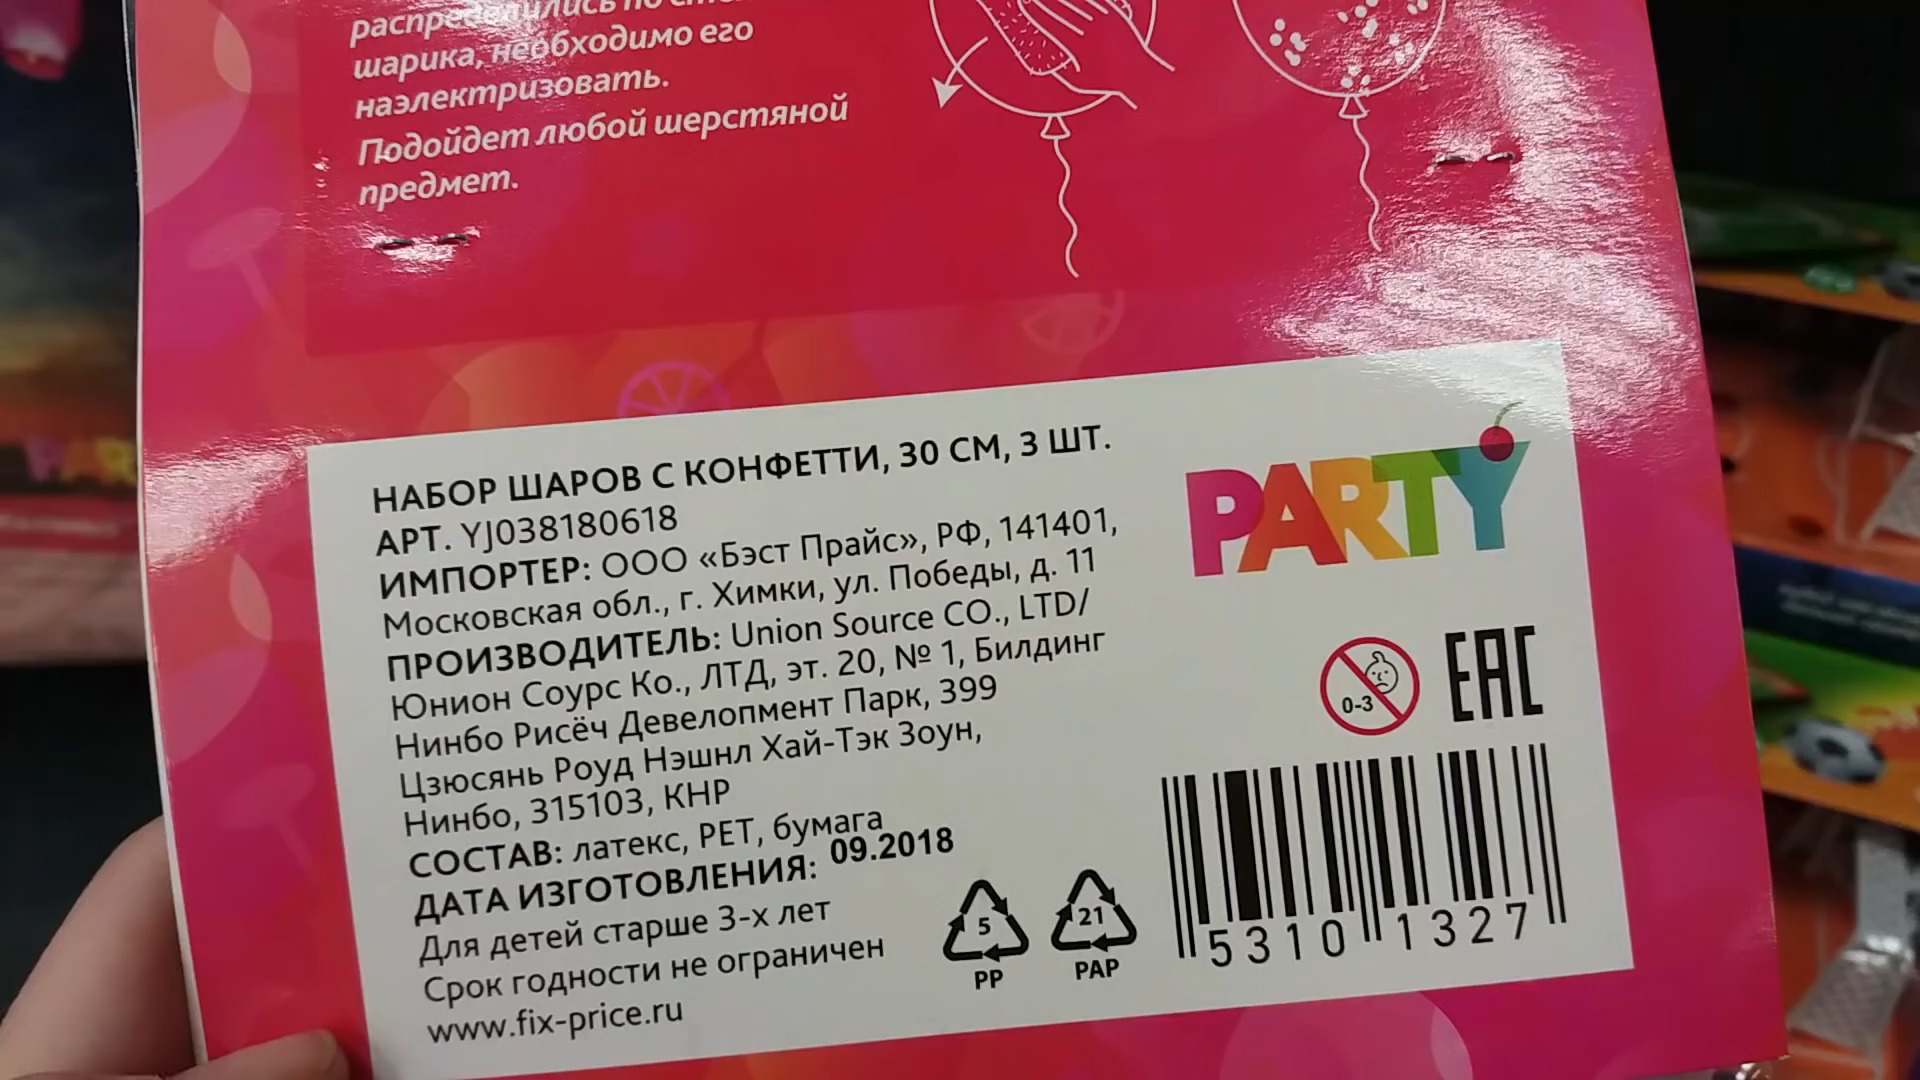 распределились по
шарика, необходимо его
наэлектризовать.
Подойдет любой шерстяной
предмет.
НАБОР ШАРОВ С КОНФЕТТИ, 30 СМ, 3 ШТ.
АРТ. YJ038180618
ИМПОРТЕР: ООО «Бэст Прайс», РФ, 141401,
Московская обл., г. Химки, ул. Победы, д. 11
ПРОИЗВОДИТЕЛЬ: Union Source CO., LTD/
Юнион Соурс Ко., ЛТД, эт. 20, № 1, Билдинг
Нинбо Рисёч Девелопмент Парк, 399
Цзюсянь Роуд Нэшнл Хай-Тэк Зоун,
Нинбо, 315103, КНР
СОСТАВ: латекс, PET, бумага
ДАТА ИЗГОТОВЛЕНИЯ: 09.2018
Для детей старше 3-х лет
Срок годности не ограничен
www.fix-price.ru
PARTY
0-3
EAC
5
PP
21
PAP
5310 1327